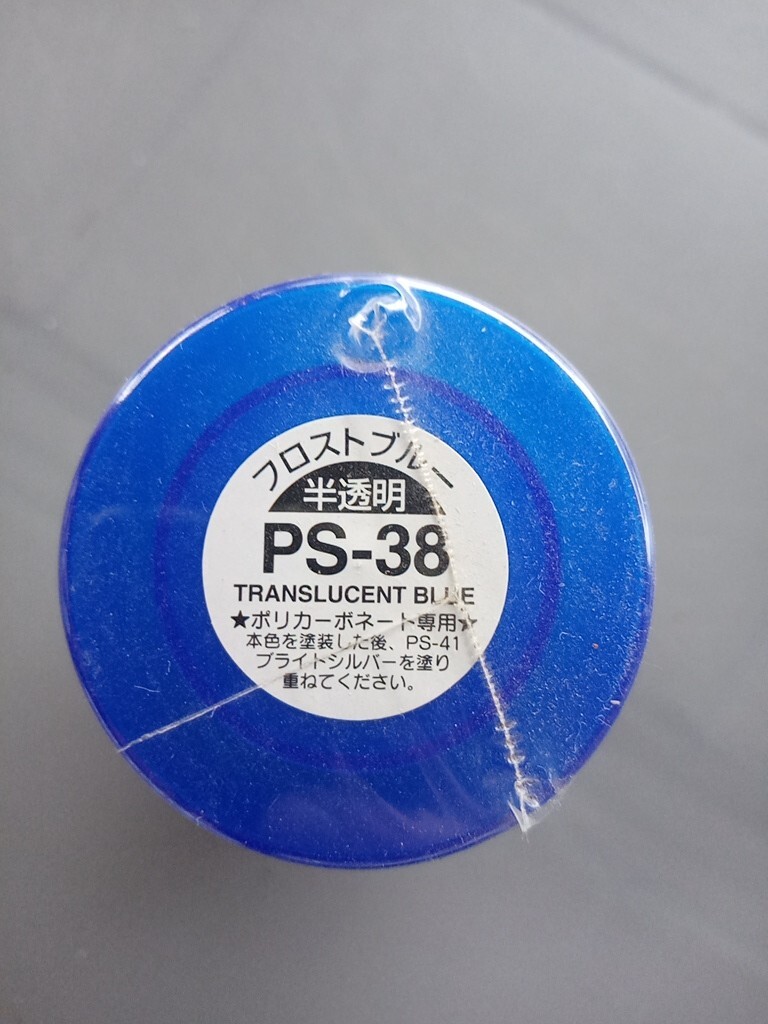 フロストブルー
半透明
PS-38
TRANSLUCENT BLUE
★ポリカーボネート専用★
本色を塗装した後、PS-41
ブライトシルバーを塗り
重ねてください。